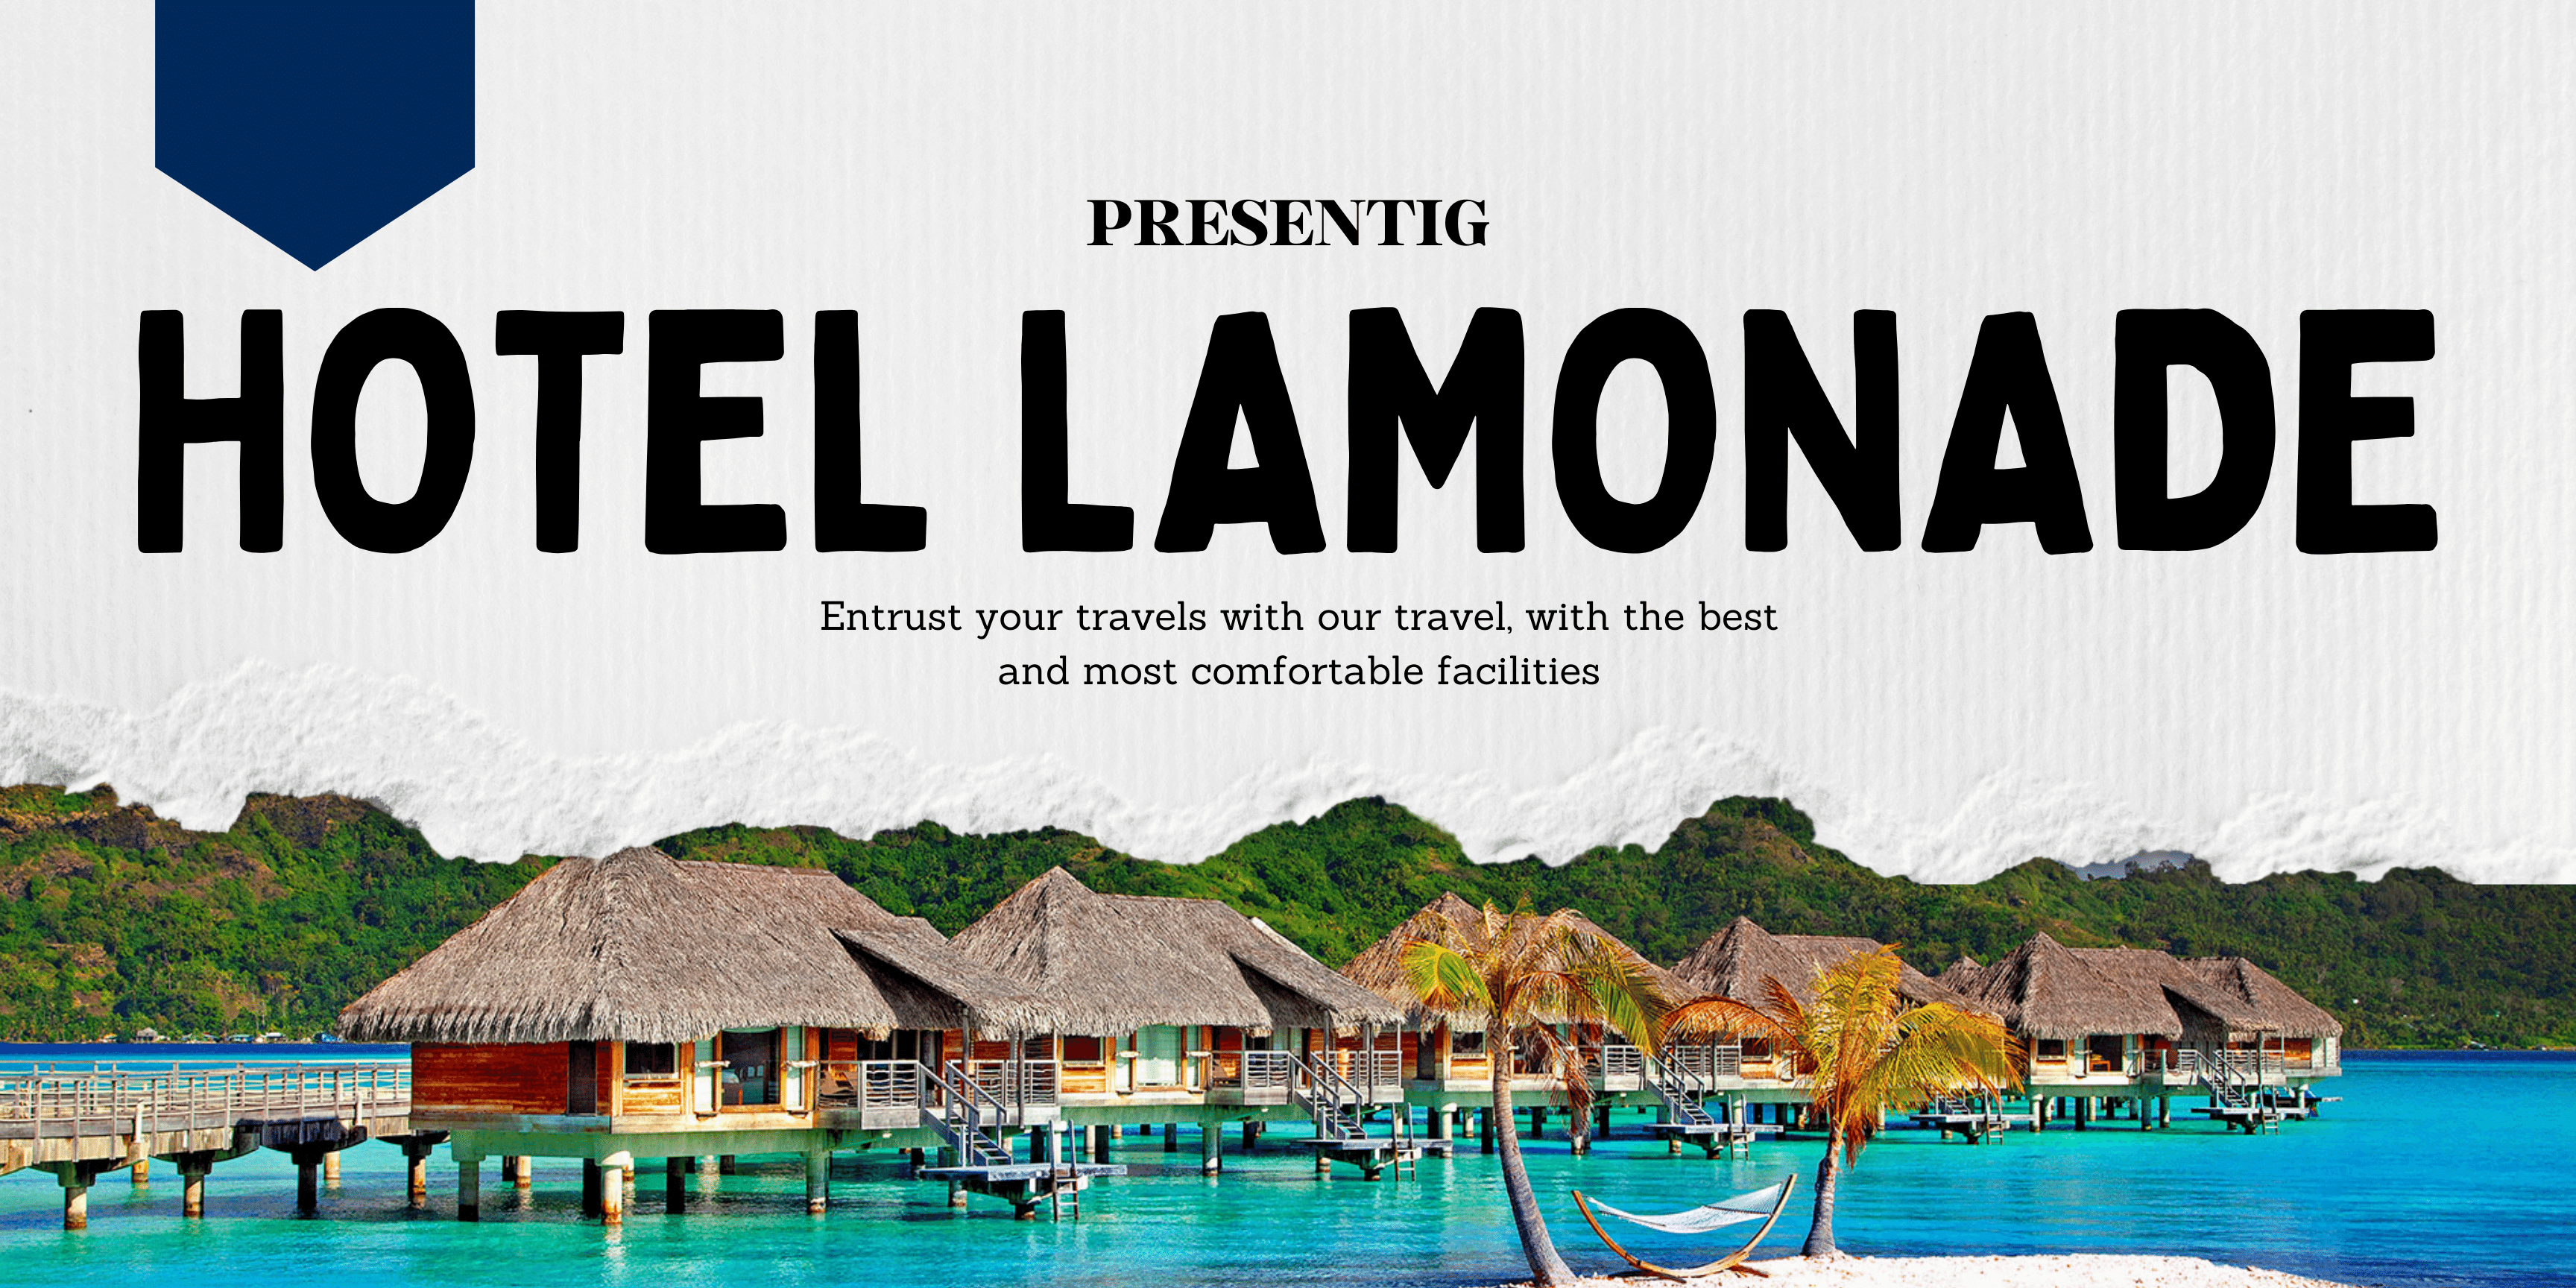 PRESENTIG
HOTEL LAMONADE
Entrust your travels with our travel, with the best
and most comfortable facilities